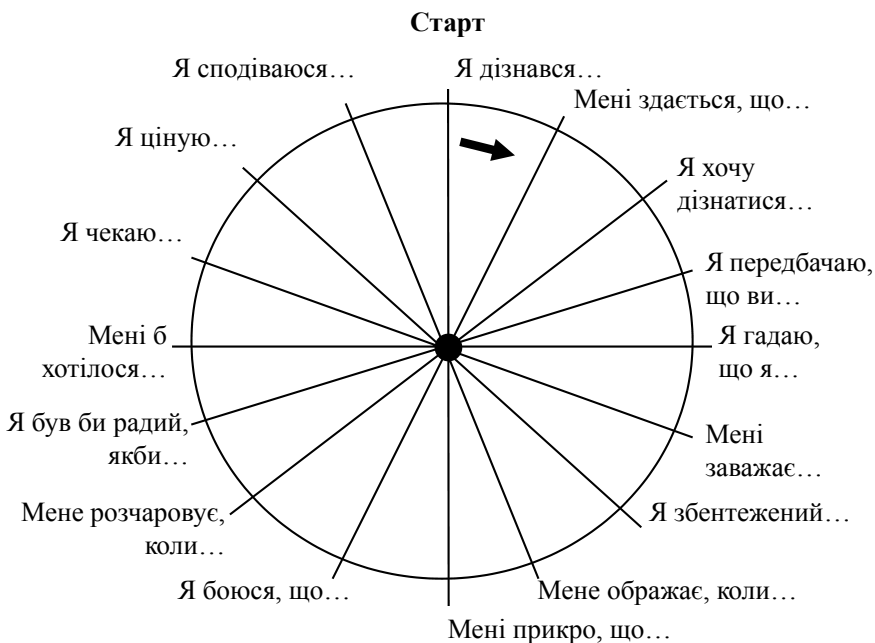 Старт
Я дізнався…
Мені здається, що…
Я хочу
дізнатися…
Я передбачаю,
що ви…
Я гадаю,
що я…
Мені
заважає…
Я збентежений…
Мене ображає, коли…
Мені прикро, що…
Я боюся, що…
Мене розчаровує,
коли…
Я був би радий,
якби…
Мені б
хотілося…
Я чекаю…
Я ціную…
Я сподіваюся…